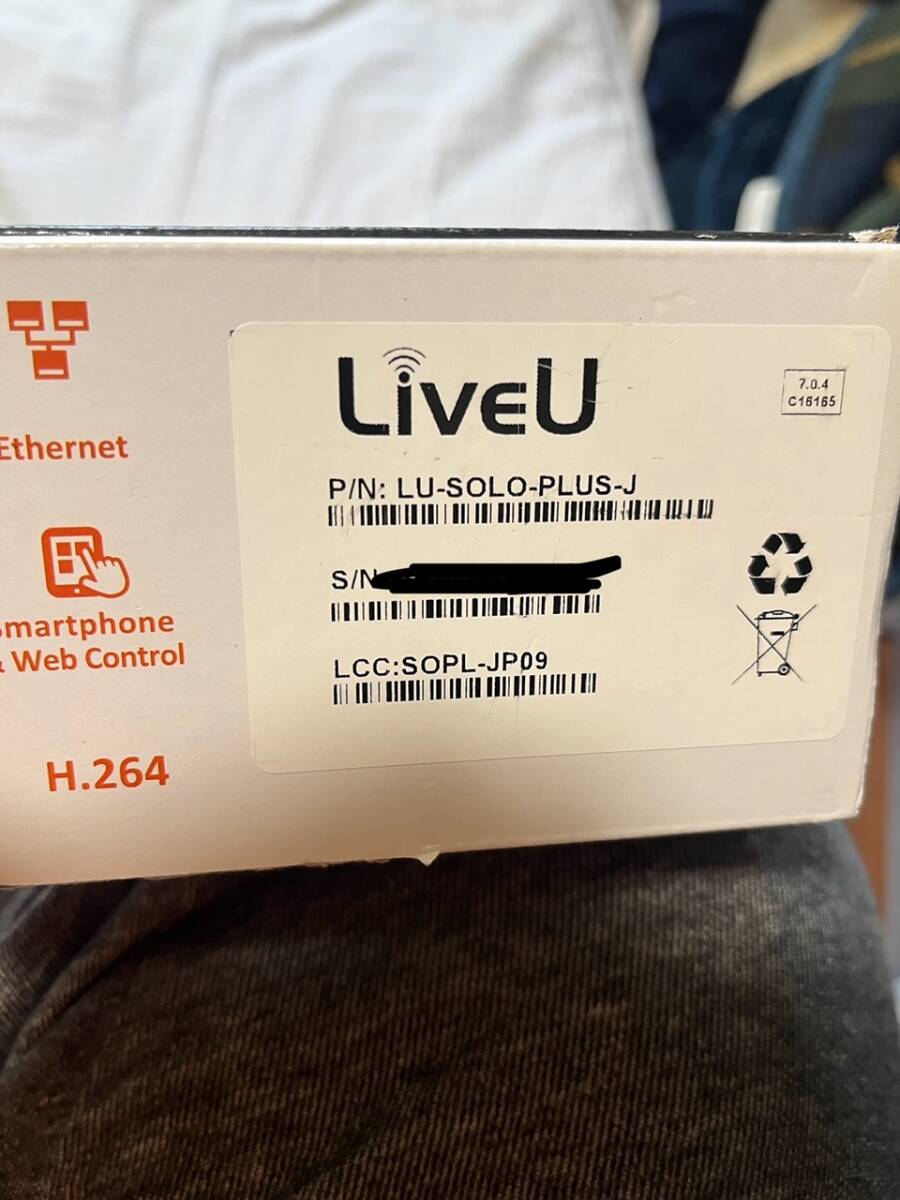 Ethernet
Smartphone
& Web Control
H.264
LiveU
7.0.4
C16165
P/N: LU-SOLO-PLUS-J
S/N
LCC:SOPL-JP09